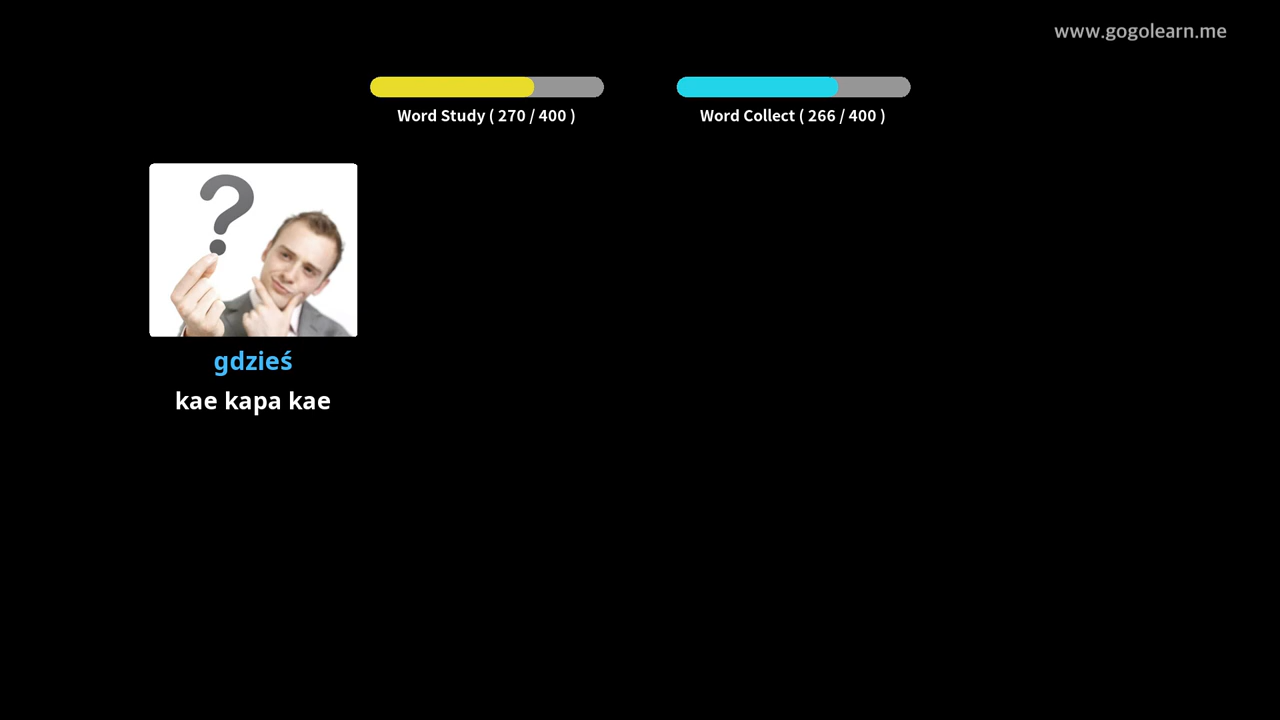 www.gogolearn.me
Word Study ( 270 / 400 )
Word Collect ( 266 / 400 )
?
gdzieś
kae kapa kae